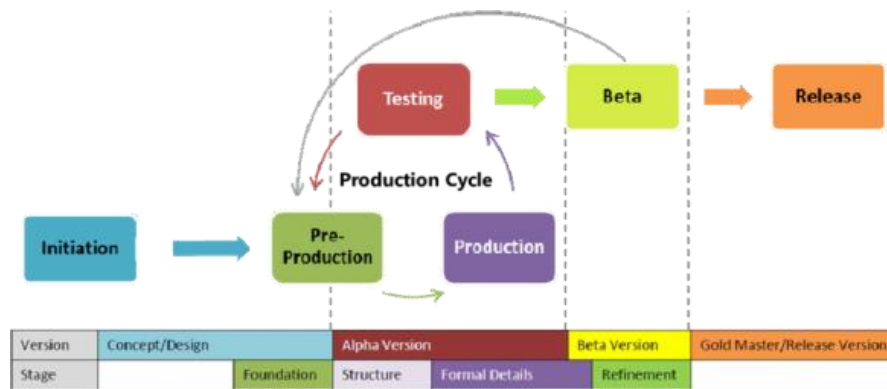 Testing
Beta
Release
Production Cycle
Initiation
Pre-
Production
Production
Version Concept/Design Alpha Version Beta Version Gold Master/Release Version
Stage Foundation Structure Formal Details Refinement